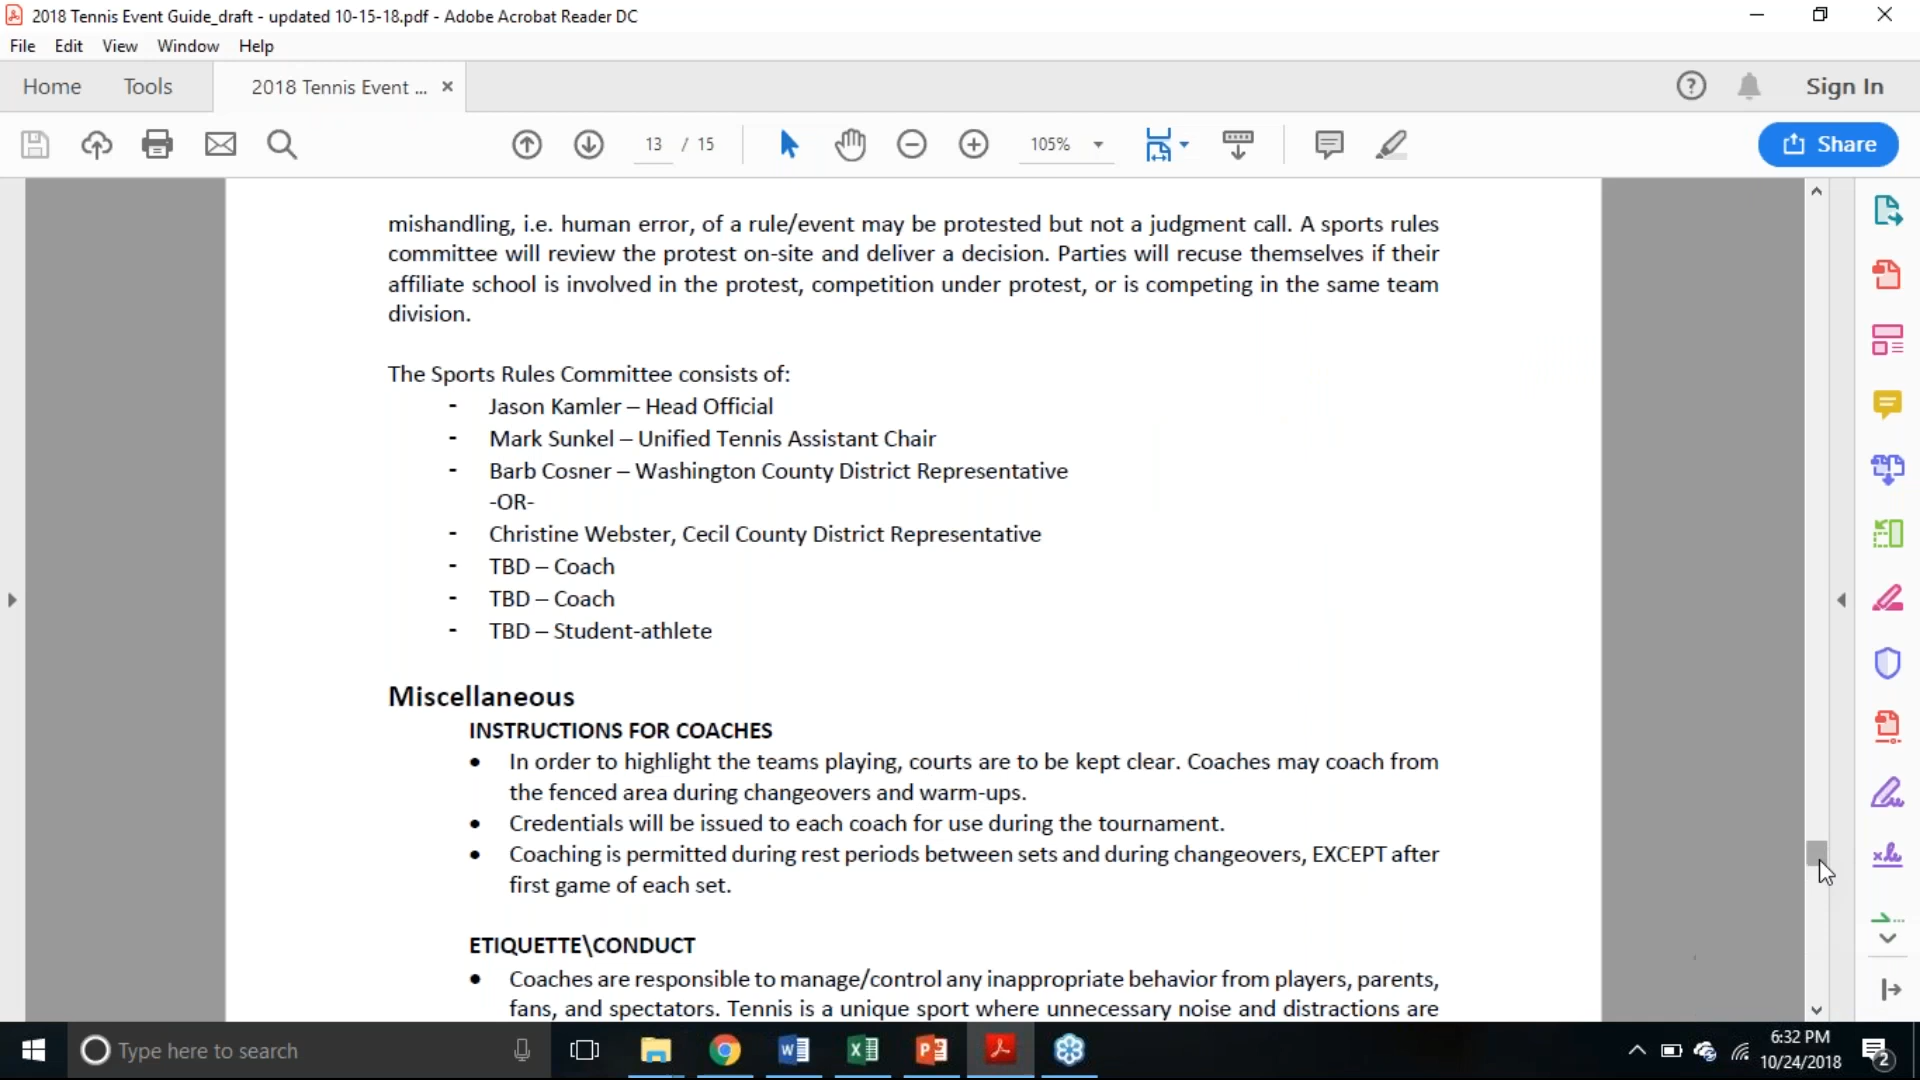 2018 Tennis Event Guide_draft - updated 10-15-18.pdf - Adobe Acrobat Reader DC
File Edit View Window Help
Home Tools 2018 Tennis Event ... Sign In
13 / 15 105% Share
mishandling, i.e. human error, of a rule/event may be protested but not a judgment call. A sports rules
committee will review the protest on-site and deliver a decision. Parties will recuse themselves if their
affiliate school is involved in the protest, competition under protest, or is competing in the same team
division.
The Sports Rules Committee consists of:
- Jason Kamler – Head Official
- Mark Sunkel – Unified Tennis Assistant Chair
- Barb Cosner – Washington County District Representative
-OR-
- Christine Webster, Cecil County District Representative
- TBD – Coach
- TBD – Coach
- TBD – Student-athlete
Miscellaneous
INSTRUCTIONS FOR COACHES
• In order to highlight the teams playing, courts are to be kept clear. Coaches may coach from
the fenced area during changeovers and warm-ups.
• Credentials will be issued to each coach for use during the tournament.
• Coaching is permitted during rest periods between sets and during changeovers, EXCEPT after
first game of each set.
ETIQUETTE\CONDUCT
• Coaches are responsible to manage/control any inappropriate behavior from players, parents,
fans, and spectators. Tennis is a unique sport where unnecessary noise and distractions are
Type here to search
6:32 PM
10/24/2018
2